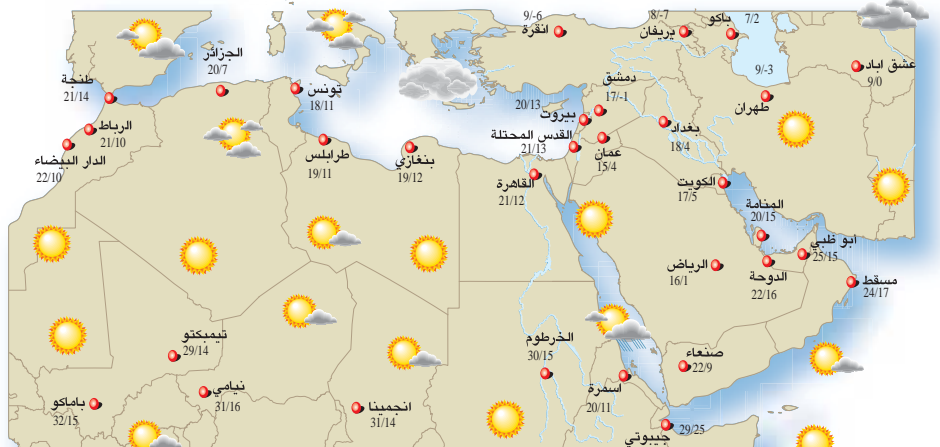 9/-6
أنقرة
8/-7
يريفان
باكو
7/2
عشق اباد
9/0
9/-3
طهران
الجزائر
20/7
طنجة
21/14
تونس
18/11
دمشق
17/-1
20/13
بيروت
الرباط
21/10
الدار البيضاء
22/10
طرابلس
19/11
بنغازي
19/12
القدس المحتلة
21/13
عمان
15/4
بغداد
18/4
القاهرة
21/12
الكويت
17/5
المنامة
20/15
ابو ظبي
25/15
الرياض
16/1
الدوحة
22/16
مسقط
24/17
تيمبكتو
29/14
الخرطوم
30/15
صنعاء
22/9
نيامي
31/16
باماكو
32/15
انجمينا
31/14
اسمرة
20/11
29/25
جيبوتي